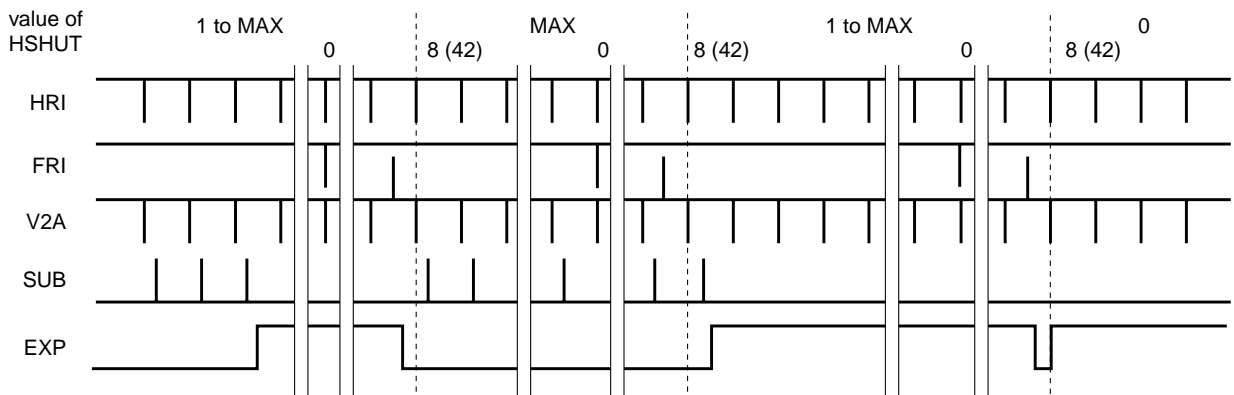 value of HSHUT
1 to MAX
MAX
1 to MAX
0
0
8 (42)
0
8 (42)
0
8 (42)
HRI
FRI
V2A
SUB
EXP